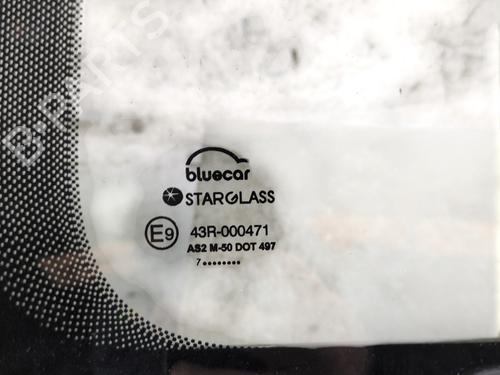 bluecar
STARGLASS
E9 43R-000471
AS2 M-50 DOT 497
7 ........
B-PARTS